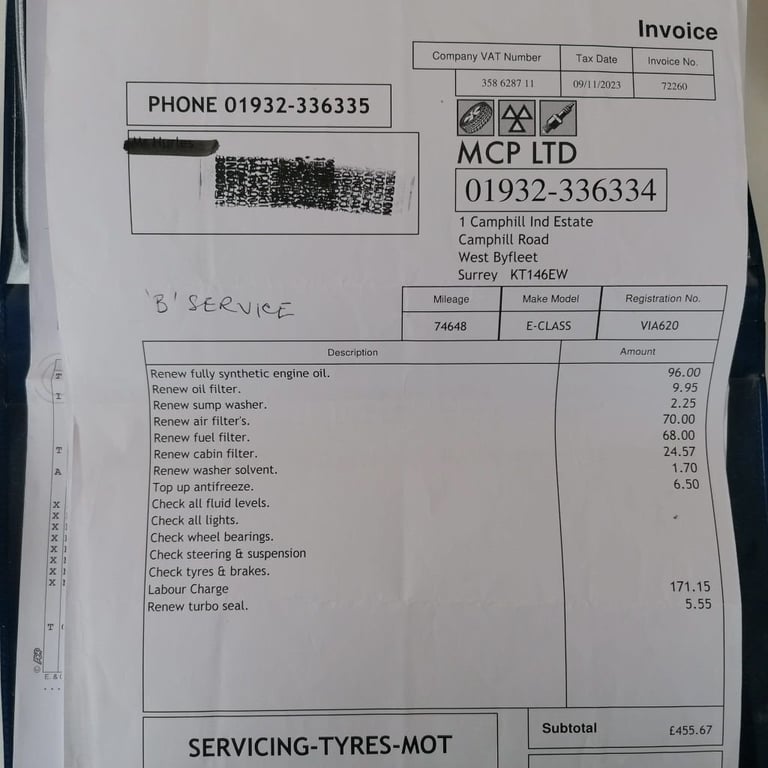 Invoice
Company VAT Number Tax Date Invoice No.
358 6287 11 09/11/2023 72260
PHONE 01932-336335
MCP LTD
01932-336334
1 Camphill Ind Estate
Camphill Road
West Byfleet
Surrey KT146EW
'B' SERVICE
Mileage Make Model Registration No.
74648 E-CLASS VIA620
Description Amount
Renew fully synthetic engine oil. 96.00
Renew oil filter. 9.95
Renew sump washer. 2.25
Renew air filter's. 70.00
Renew fuel filter. 68.00
Renew cabin filter. 24.57
Renew washer solvent. 1.70
Top up antifreeze. 6.50
Check all fluid levels.
Check all lights.
Check wheel bearings.
Check steering & suspension
Check tyres & brakes.
Labour Charge 171.15
Renew turbo seal. 5.55
Subtotal £455.67
SERVICING-TYRES-MOT